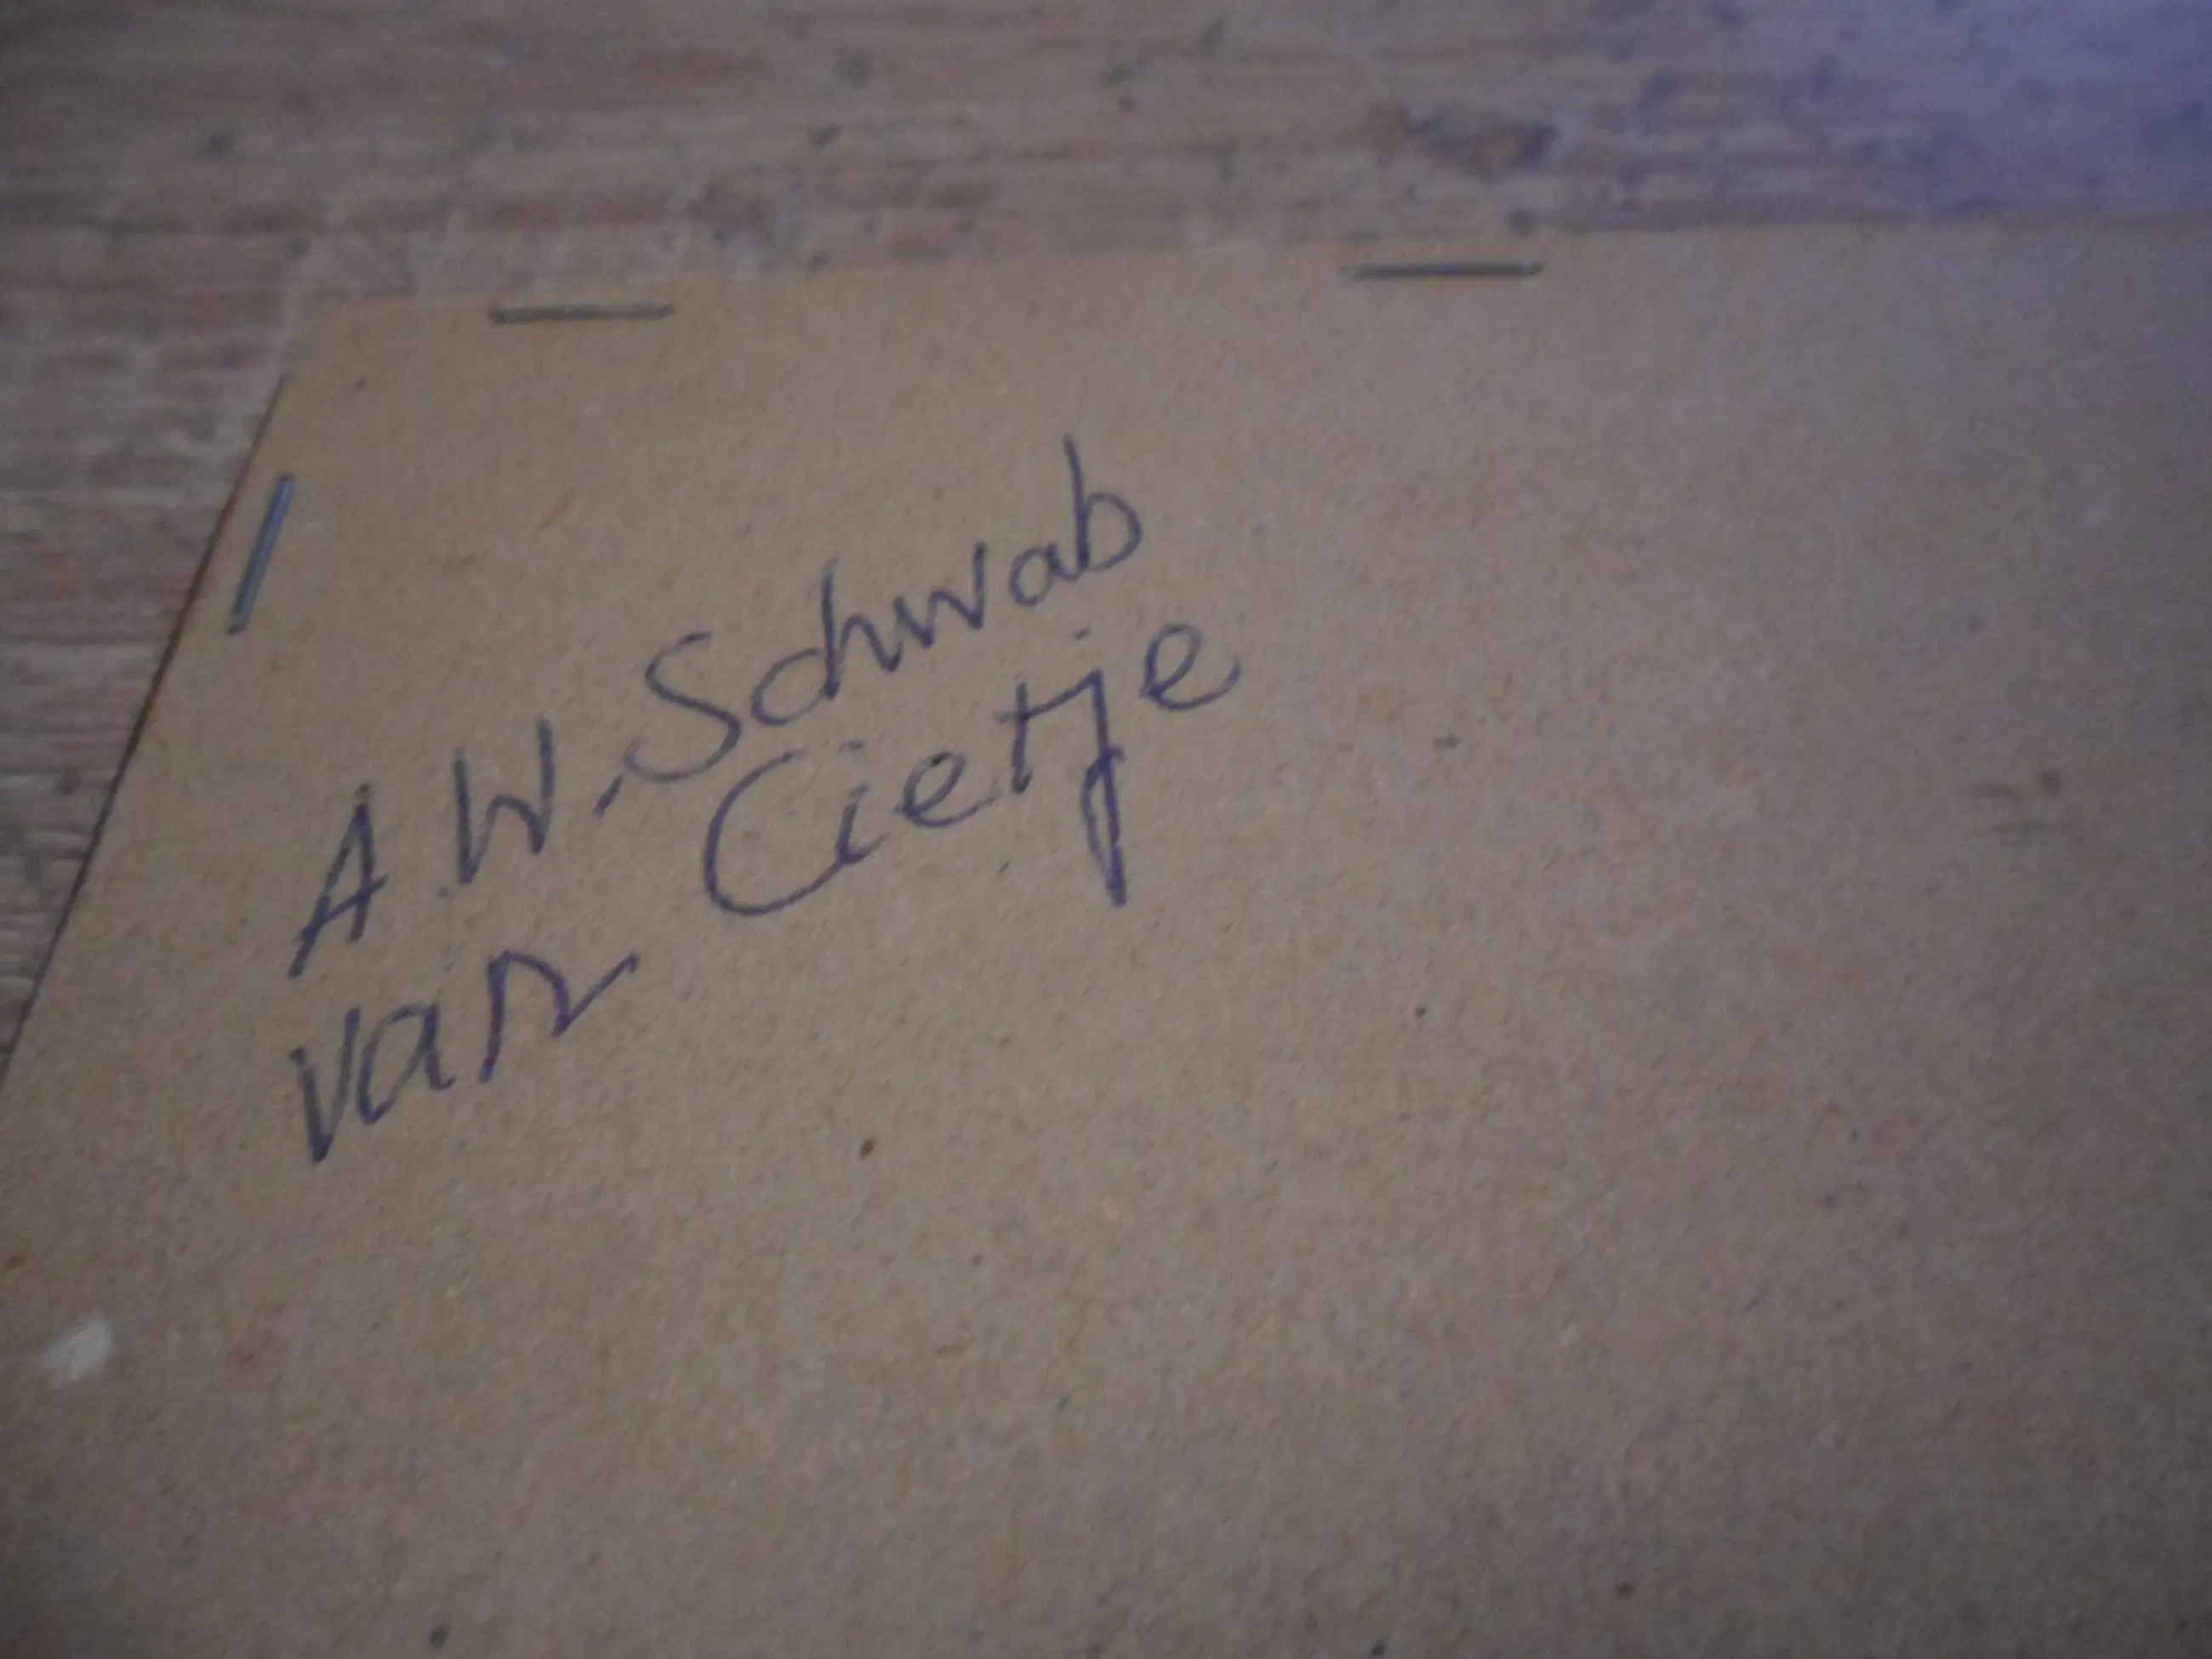 A.W. Schwab
van Cietje